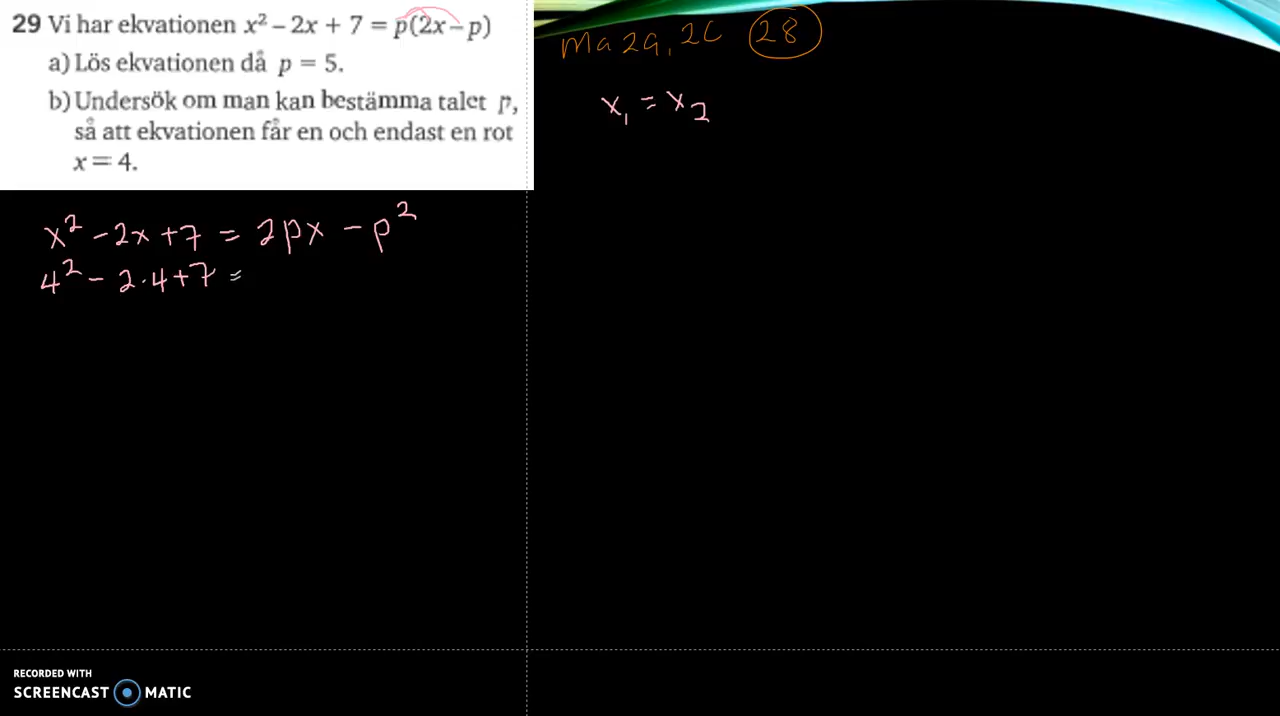 29 Vi har ekvationen x² – 2x + 7 = p(2x – p)
a) Lös ekvationen då p = 5.
b) Undersök om man kan bestämma talet p,
så att ekvationen får en och endast en rot
x = 4.
ma 2a, 2c 28
x₁ = x₂
x² - 2x + 7 = 2px - p²
4² - 2·4 + 7 =
RECORDED WITH
SCREENCAST MATIC